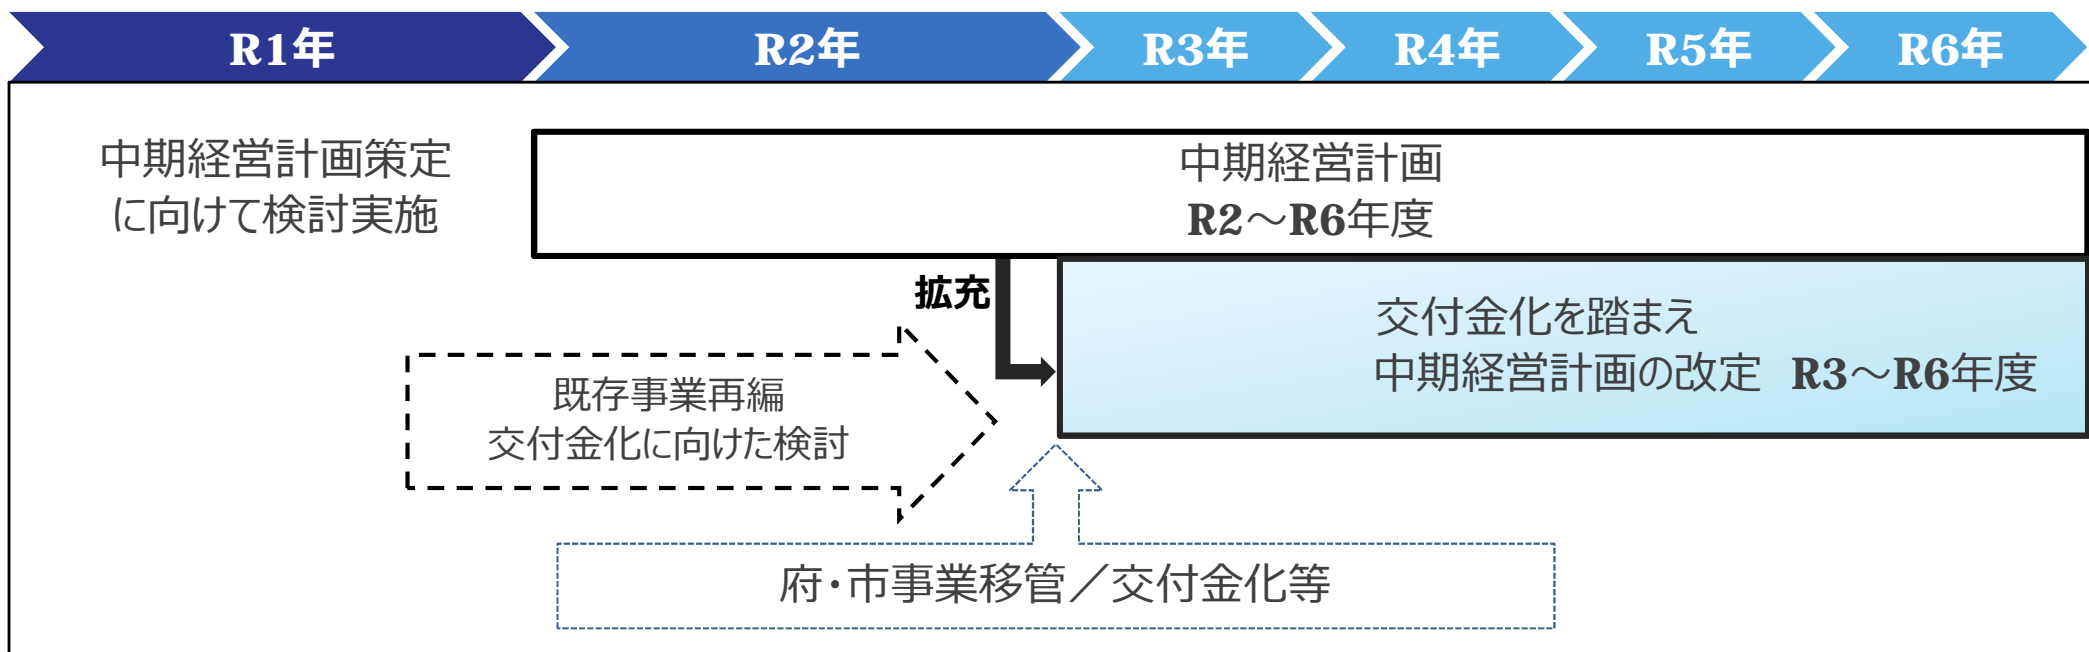 R1年
R2年
R3年
R4年
R5年
R6年
中期経営計画策定
に向けて検討実施
中期経営計画
R2～R6年度
拡充
交付金化を踏まえ
中期経営計画の改定 R3～R6年度
既存事業再編
交付金化に向けた検討
府・市事業移管／交付金化等